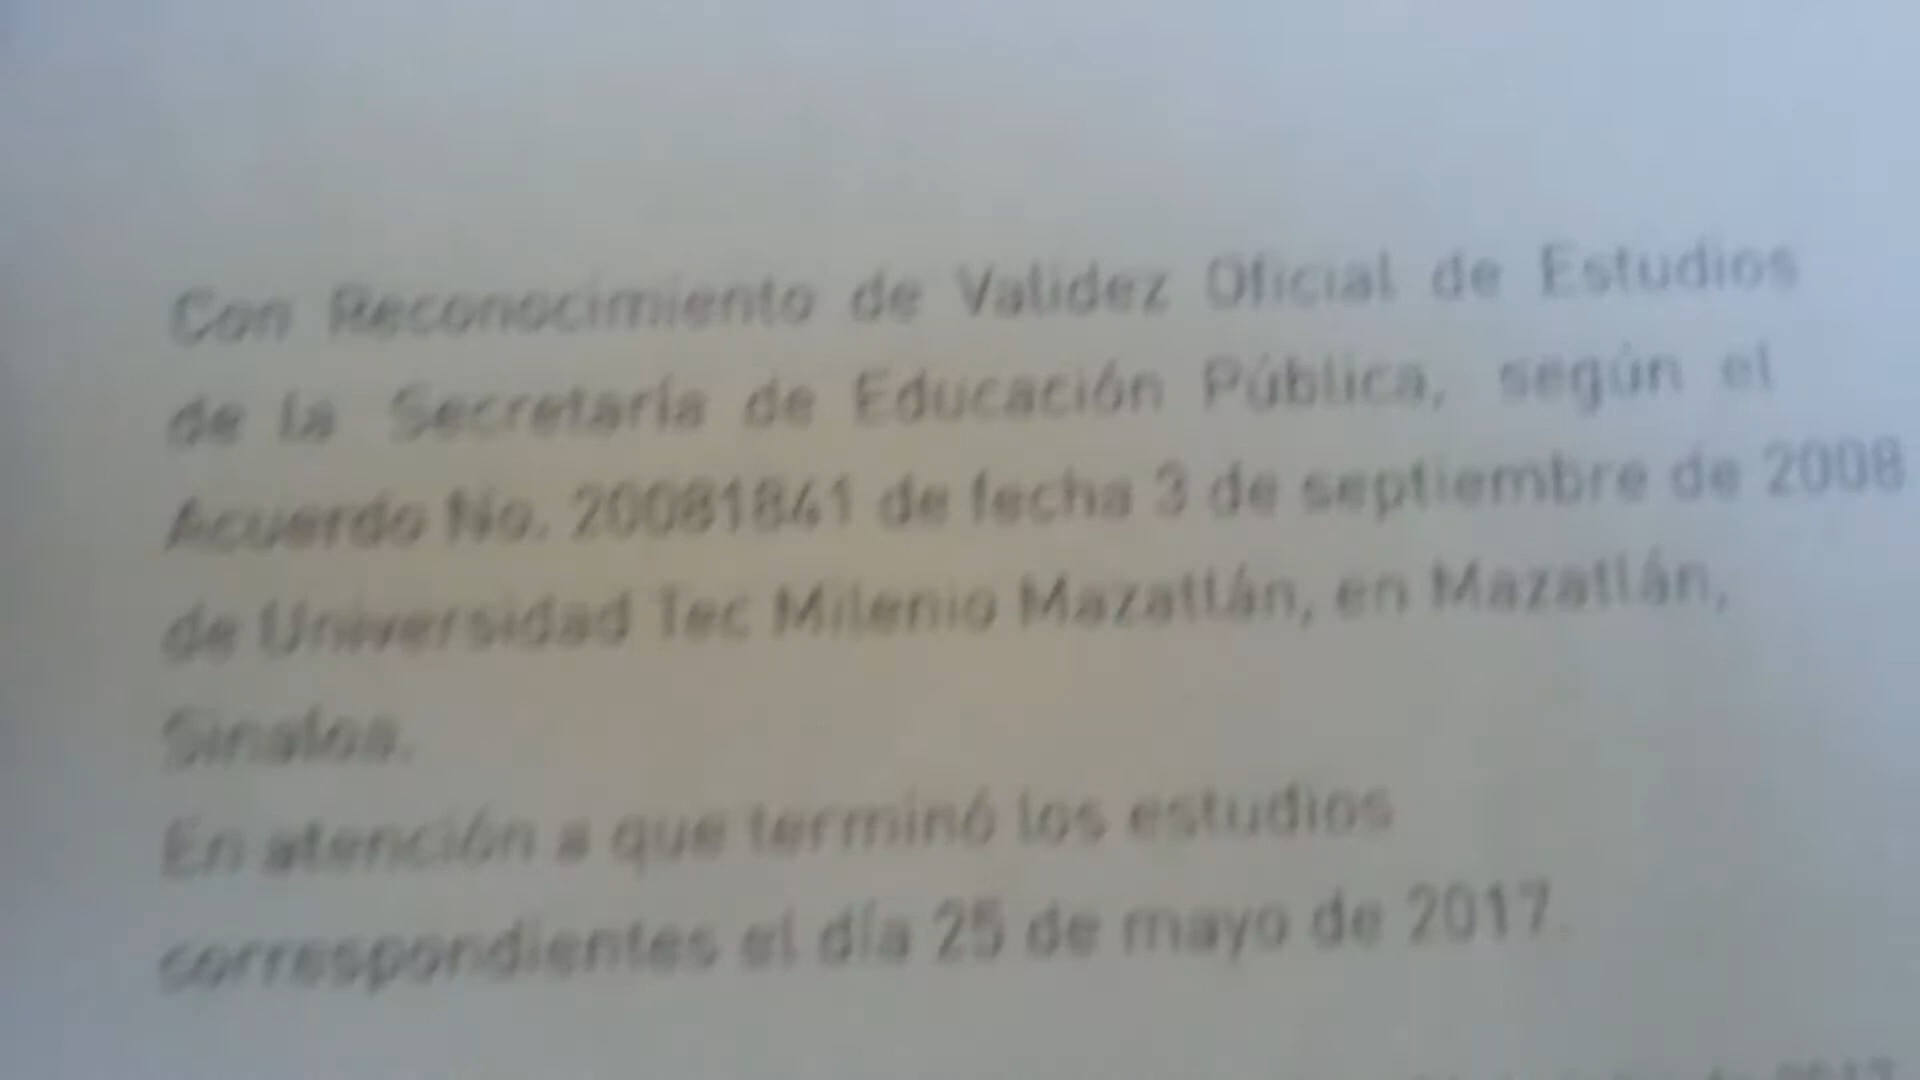 Con Reconocimiento de Validez Oficial de Estudios
de la Secretaría de Educación Pública, según el
Acuerdo No. 20081841 de fecha 3 de septiembre de 2008
de Universidad Tec Milenio Mazatlán, en Mazatlán,
Sinaloa.
En atención a que terminó los estudios
correspondientes el día 25 de mayo de 2017.
de 2017